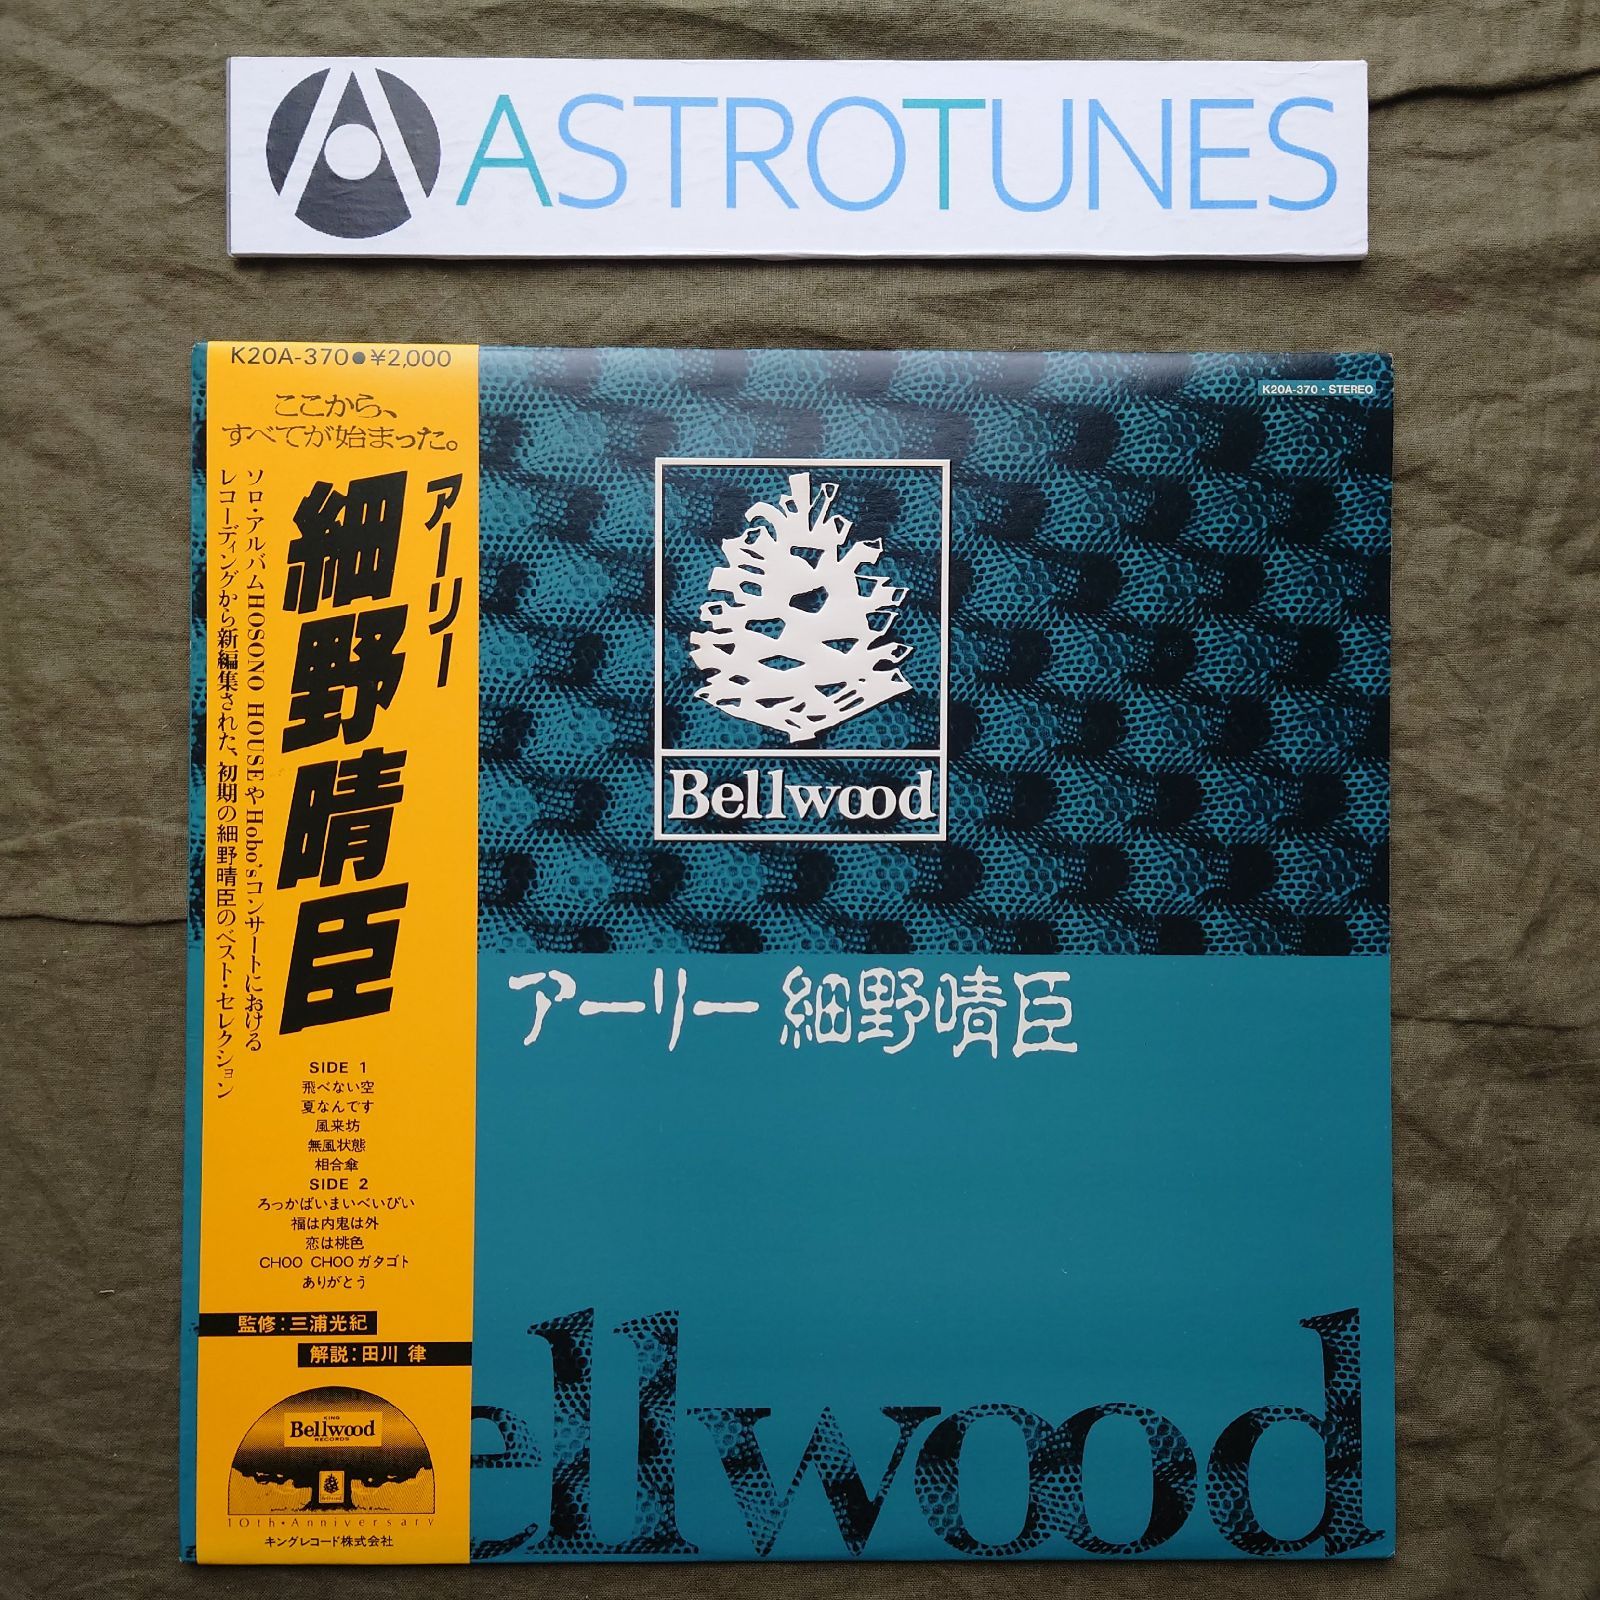 ASTROTUNES
K20A-370●¥2,000
ここから、
すべてが始まった。
アーリー
細野晴臣
ソロ・アルバムHOSONO HOUSEやHobo'sコンサートにおける
レコーディングから新編集された、初期の細野晴臣のベスト・セレクション
SIDE 1
飛べない空
夏なんです
風来坊
無風状態
相合傘
SIDE 2
ろっかばいまいべいびい
福は内鬼は外
恋は桃色
CHOO CHOOガタゴト
ありがとう
監修:三浦光紀
解説:田川 律
KING
Bellwood
RECORDS
Bellwood
10th・Anniversary
キングレコード株式会社
K20A-370・STEREO
Bellwood
アーリー 細野晴臣
ellwood